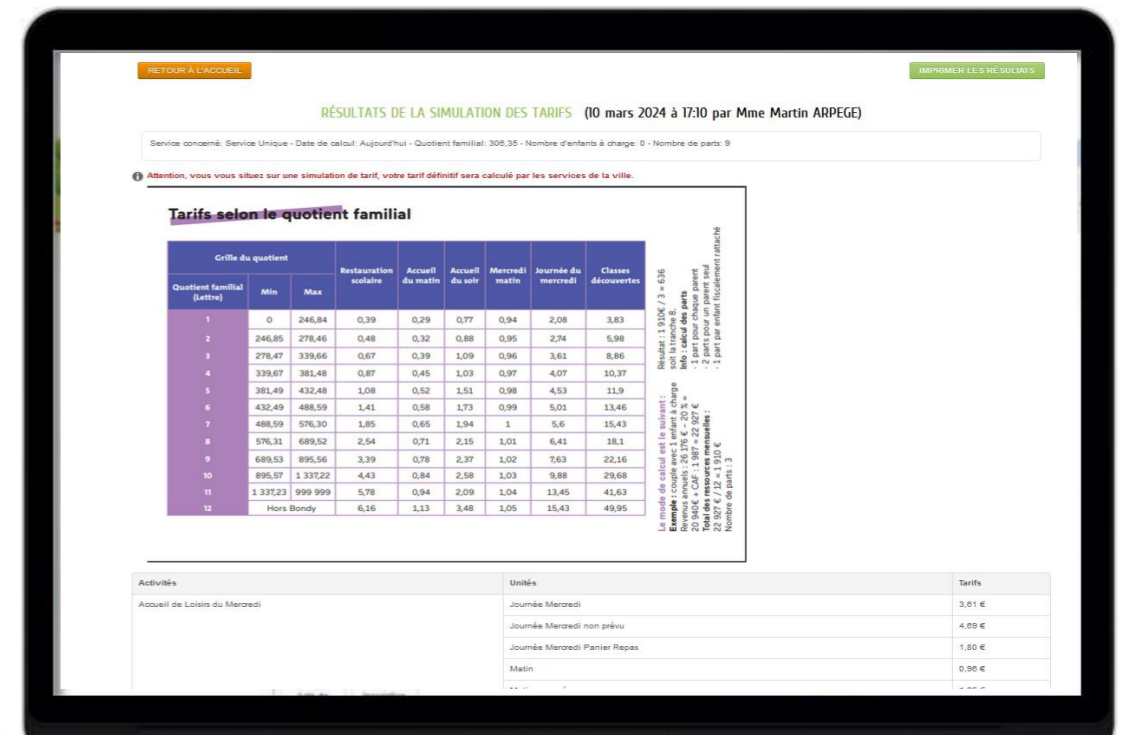 RETOUR À L'ACCUEIL
IMPRIMER LES RÉSULTATS
RÉSULTATS DE LA SIMULATION DES TARIFS (10 mars 2024 à 17:10 par Mme Martin ARPEGE)
Service concerné: Service Unique - Date de calcul: Aujourd'hui - Quotient familial: 306,35 - Nombre d'enfants à charge: 0 - Nombre de parts: 9
Attention, vous vous situez sur une simulation de tarif, votre tarif définitif sera calculé par les services de la ville.
Tarifs selon le quotient familial
Grille du quotient
Restauration scolaire Accueil du matin Accueil du soir Mercredi matin Journée du mercredi Classes découvertes
Quotient familial (Lettre) Min Max
1 0 246,84 0,39 0,29 0,77 0,94 2,08 3,83
2 246,85 278,46 0,48 0,32 0,88 0,95 2,74 5,98
3 278,47 339,66 0,67 0,39 1,09 0,96 3,61 8,86
4 339,67 381,48 0,87 0,45 1,03 0,97 4,07 10,37
5 381,49 432,48 1,08 0,52 1,51 0,98 4,53 11,9
6 432,49 488,59 1,41 0,58 1,73 0,99 5,01 13,46
7 488,59 576,30 1,85 0,65 1,94 1 5,6 15,43
8 576,31 689,52 2,54 0,71 2,15 1,01 6,41 18,1
9 689,53 895,56 3,39 0,78 2,37 1,02 7,63 22,16
10 895,57 1 337,22 4,43 0,84 2,58 1,03 9,88 29,68
11 1 337,23 999 999 5,78 0,94 2,09 1,04 13,45 41,63
12 Hors Bondy 6,16 1,13 3,48 1,05 15,43 49,95
Le mode de calcul est le suivant :
Exemple : couple avec 1 enfant à charge
Revenus annuels : 26 176 € - 20 % =
20 940€ + CAF : 1 987 = 22 927 €
Total des ressources mensuelles :
22 927 € / 12 = 1 910 €
Nombre de parts : 3
Résultat : 1 910€ / 3 = 636
soit la tranche 8.
Info : calcul des parts
- 1 part pour chaque parent
- 2 parts pour un parent seul
- 1 part par enfant fiscalement rattaché
Activités Unités Tarifs
Accueil de Loisirs du Mercredi Journée Mercredi 3,61 €
Journée Mercredi non prévu 4,69 €
Journée Mercredi Panier Repas 1,80 €
Matin 0,96 €